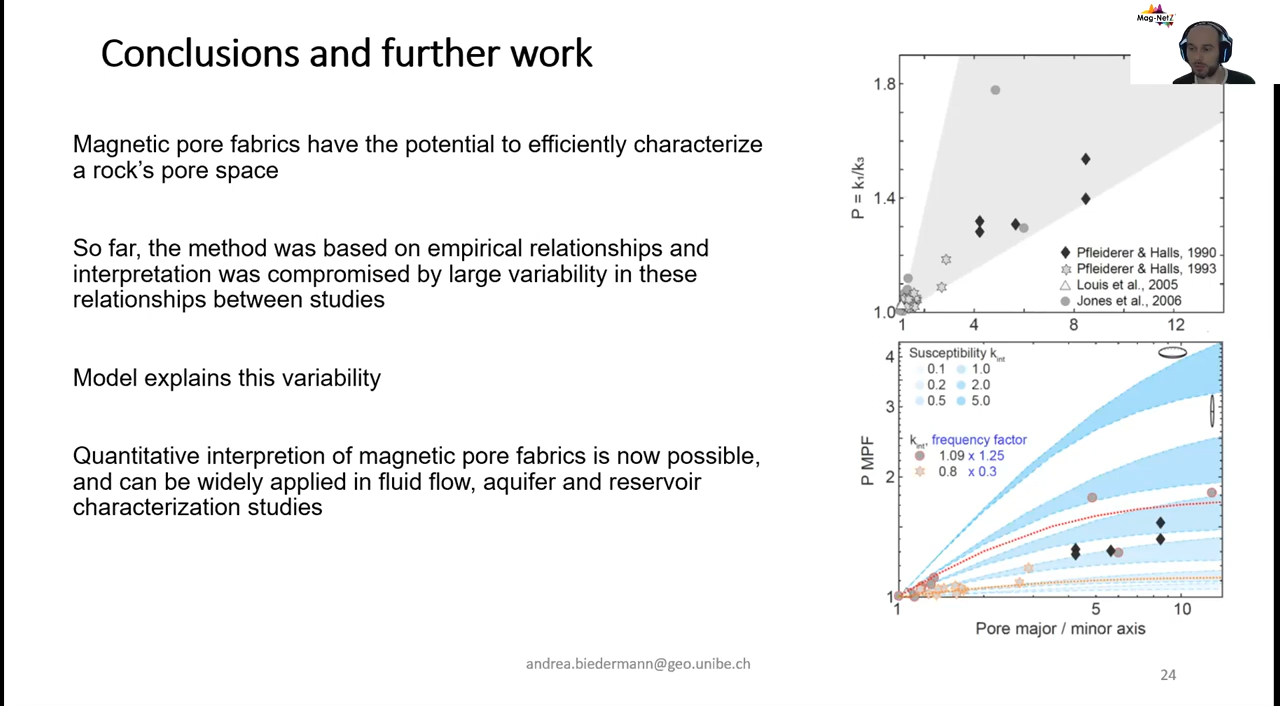 Mag-NetZ
Conclusions and further work
Magnetic pore fabrics have the potential to efficiently characterize
a rock's pore space
So far, the method was based on empirical relationships and
interpretation was compromised by large variability in these
relationships between studies
Model explains this variability
Quantitative interpretion of magnetic pore fabrics is now possible,
and can be widely applied in fluid flow, aquifer and reservoir
characterization studies
P = k₁/k₃
1.8
1.4
1.0
1 4 8 12
Pfleiderer & Halls, 1990
Pfleiderer & Halls, 1993
Louis et al., 2005
Jones et al., 2006
P MPF
4
3
2
1
Susceptibility kint
0.1 1.0
0.2 2.0
0.5 5.0
kint, frequency factor
1.09 x 1.25
0.8 x 0.3
1 5 10
Pore major / minor axis
andrea.biedermann@geo.unibe.ch
24